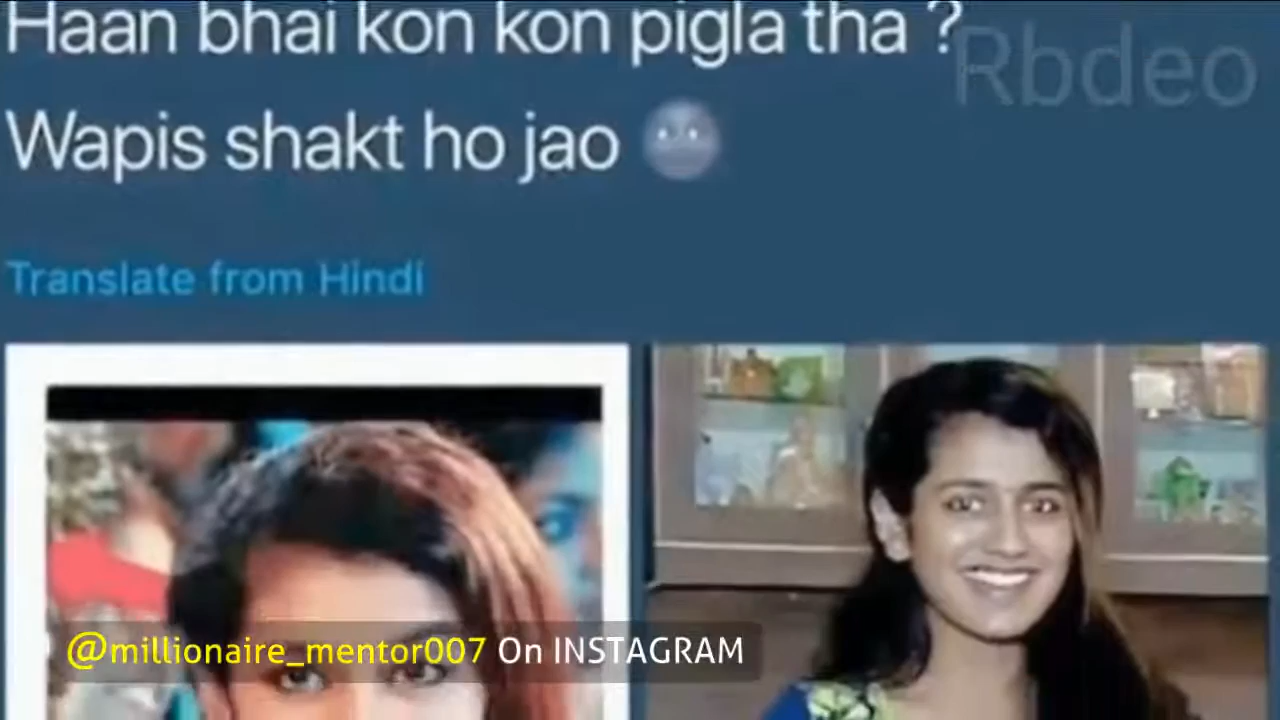 Haan bhai kon kon pigla tha ?
Rbdeo
Wapis shakt ho jao 🌚
Translate from Hindi
@millionaire_mentor007 On INSTAGRAM